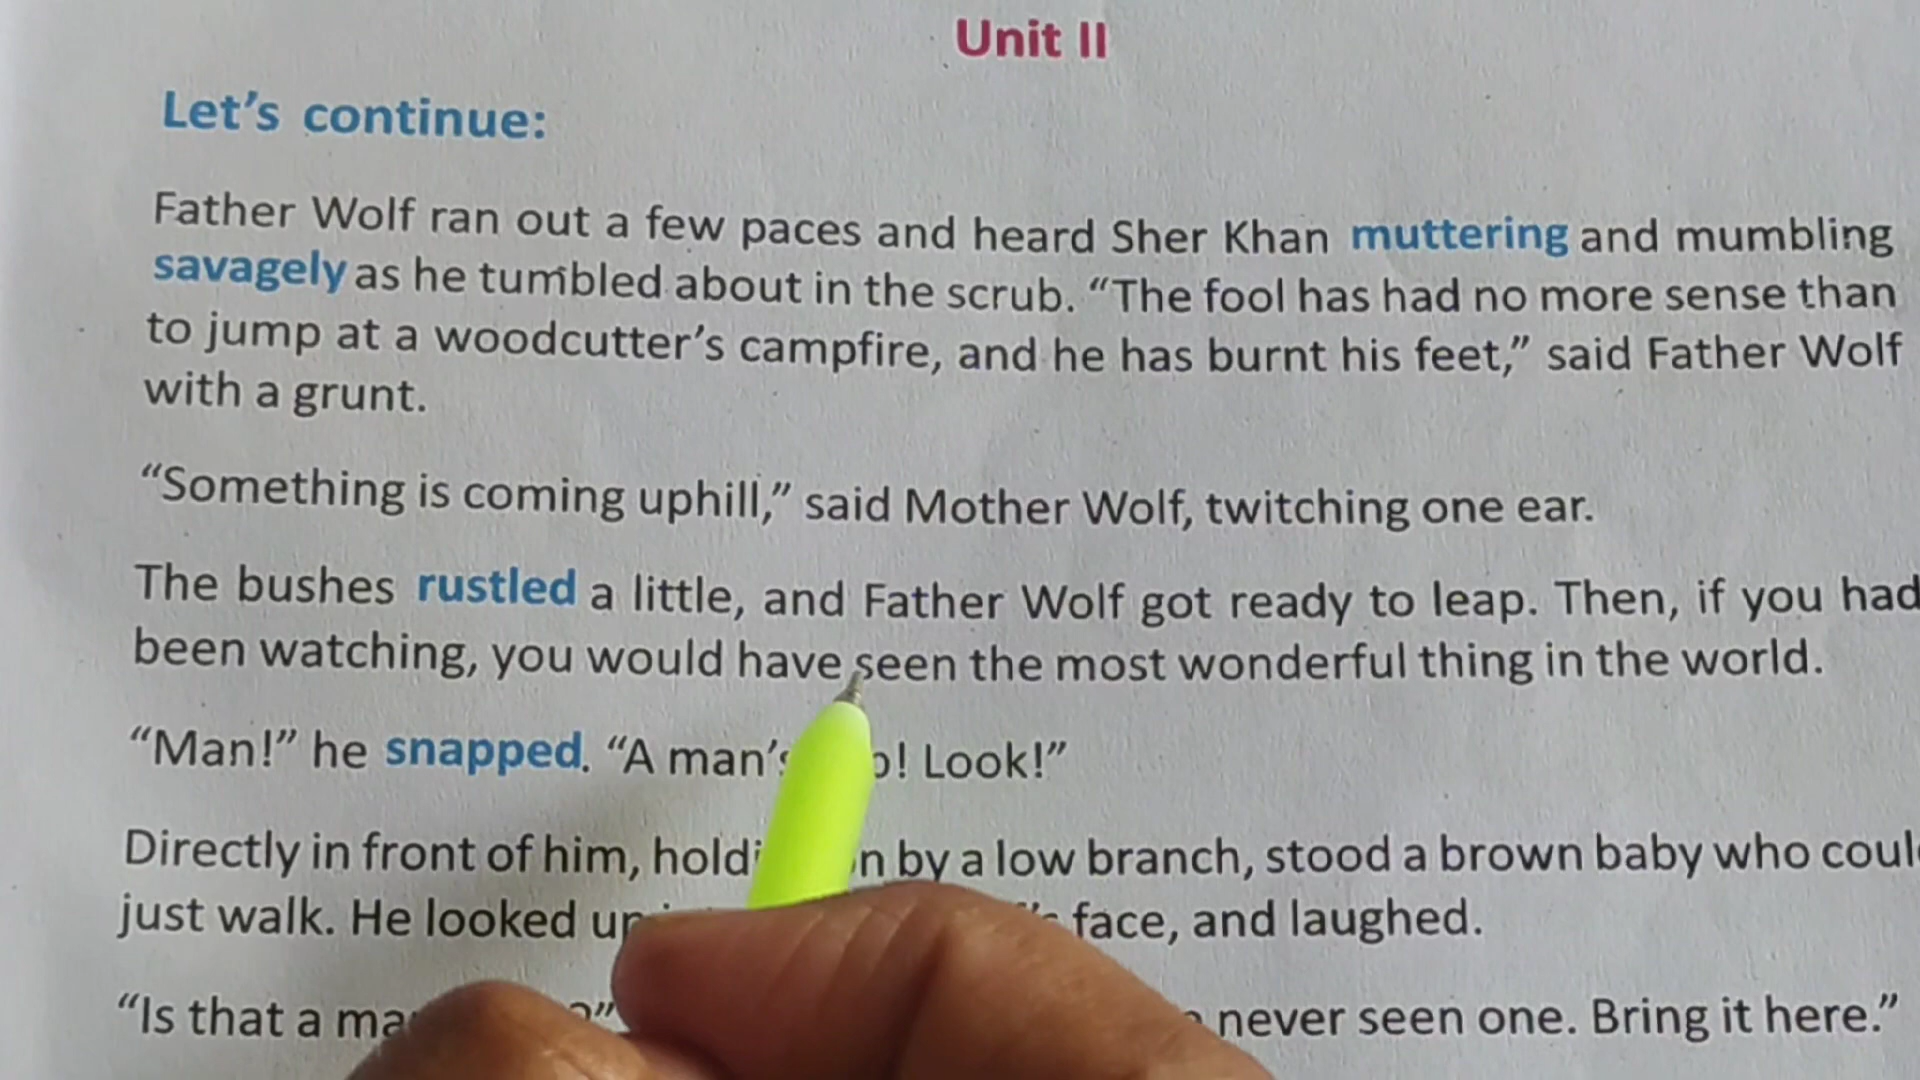 Unit II
Let's continue:
Father Wolf ran out a few paces and heard Sher Khan muttering and mumbling
savagely as he tumbled about in the scrub. “The fool has had no more sense than
to jump at a woodcutter's campfire, and he has burnt his feet,” said Father Wolf
with a grunt.
“Something is coming uphill,” said Mother Wolf, twitching one ear.
The bushes rustled a little, and Father Wolf got ready to leap. Then, if you had
been watching, you would have seen the most wonderful thing in the world.
“Man!” he snapped. “A man's Look!”
Directly in front of him, by a low branch, stood a brown baby who
just walk. He looked face, and laughed.
“Is that a never seen one. Bring it here.”